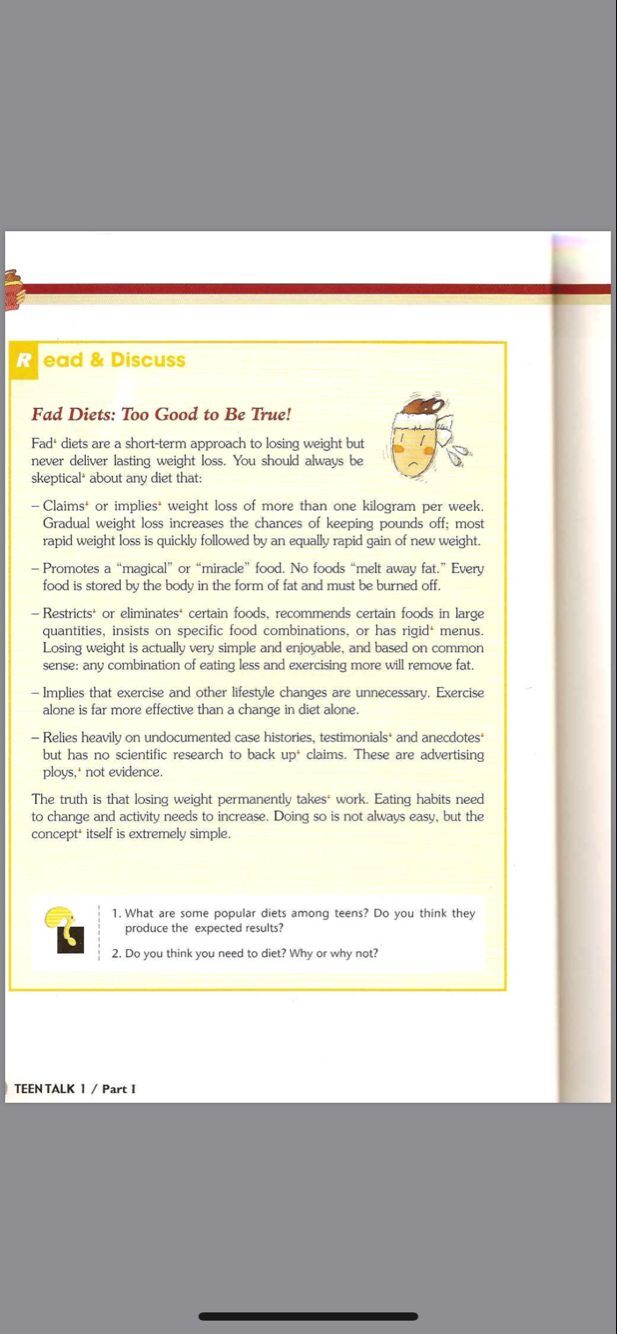 Read & Discuss
Fad Diets: Too Good to Be True!
Fad* diets are a short-term approach to losing weight but
never deliver lasting weight loss. You should always be
skeptical* about any diet that:
– Claims* or implies* weight loss of more than one kilogram per week.
Gradual weight loss increases the chances of keeping pounds off; most
rapid weight loss is quickly followed by an equally rapid gain of new weight.
– Promotes a “magical” or “miracle” food. No foods “melt away fat.” Every
food is stored by the body in the form of fat and must be burned off.
– Restricts* or eliminates* certain foods, recommends certain foods in large
quantities, insists on specific food combinations, or has rigid* menus.
Losing weight is actually very simple and enjoyable, and based on common
sense: any combination of eating less and exercising more will remove fat.
– Implies that exercise and other lifestyle changes are unnecessary. Exercise
alone is far more effective than a change in diet alone.
– Relies heavily on undocumented case histories, testimonials* and anecdotes*
but has no scientific research to back up* claims. These are advertising
ploys,* not evidence.
The truth is that losing weight permanently takes* work. Eating habits need
to change and activity needs to increase. Doing so is not always easy, but the
concept* itself is extremely simple.
1. What are some popular diets among teens? Do you think they
produce the expected results?
2. Do you think you need to diet? Why or why not?
TEEN TALK 1 / Part I